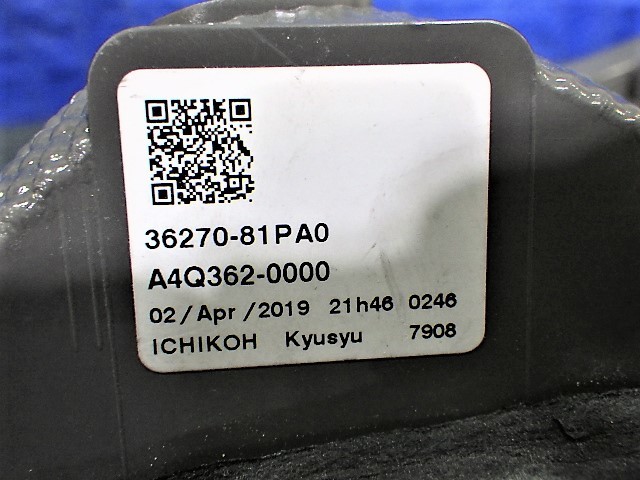 36270-81PA0
A4Q362-0000
02/Apr/2019 21h46 0246
ICHIKOH Kyusyu 7908